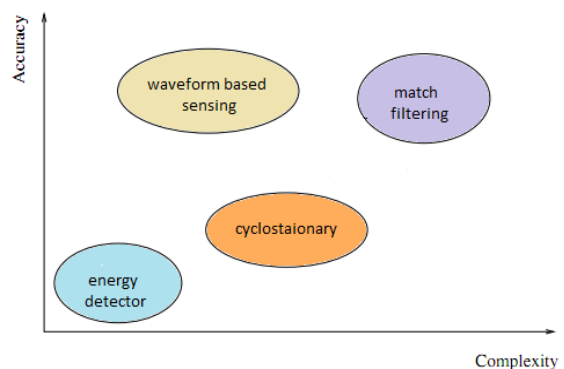 Accuracy
waveform based
sensing
match
filtering
cyclostaionary
energy
detector
Complexity